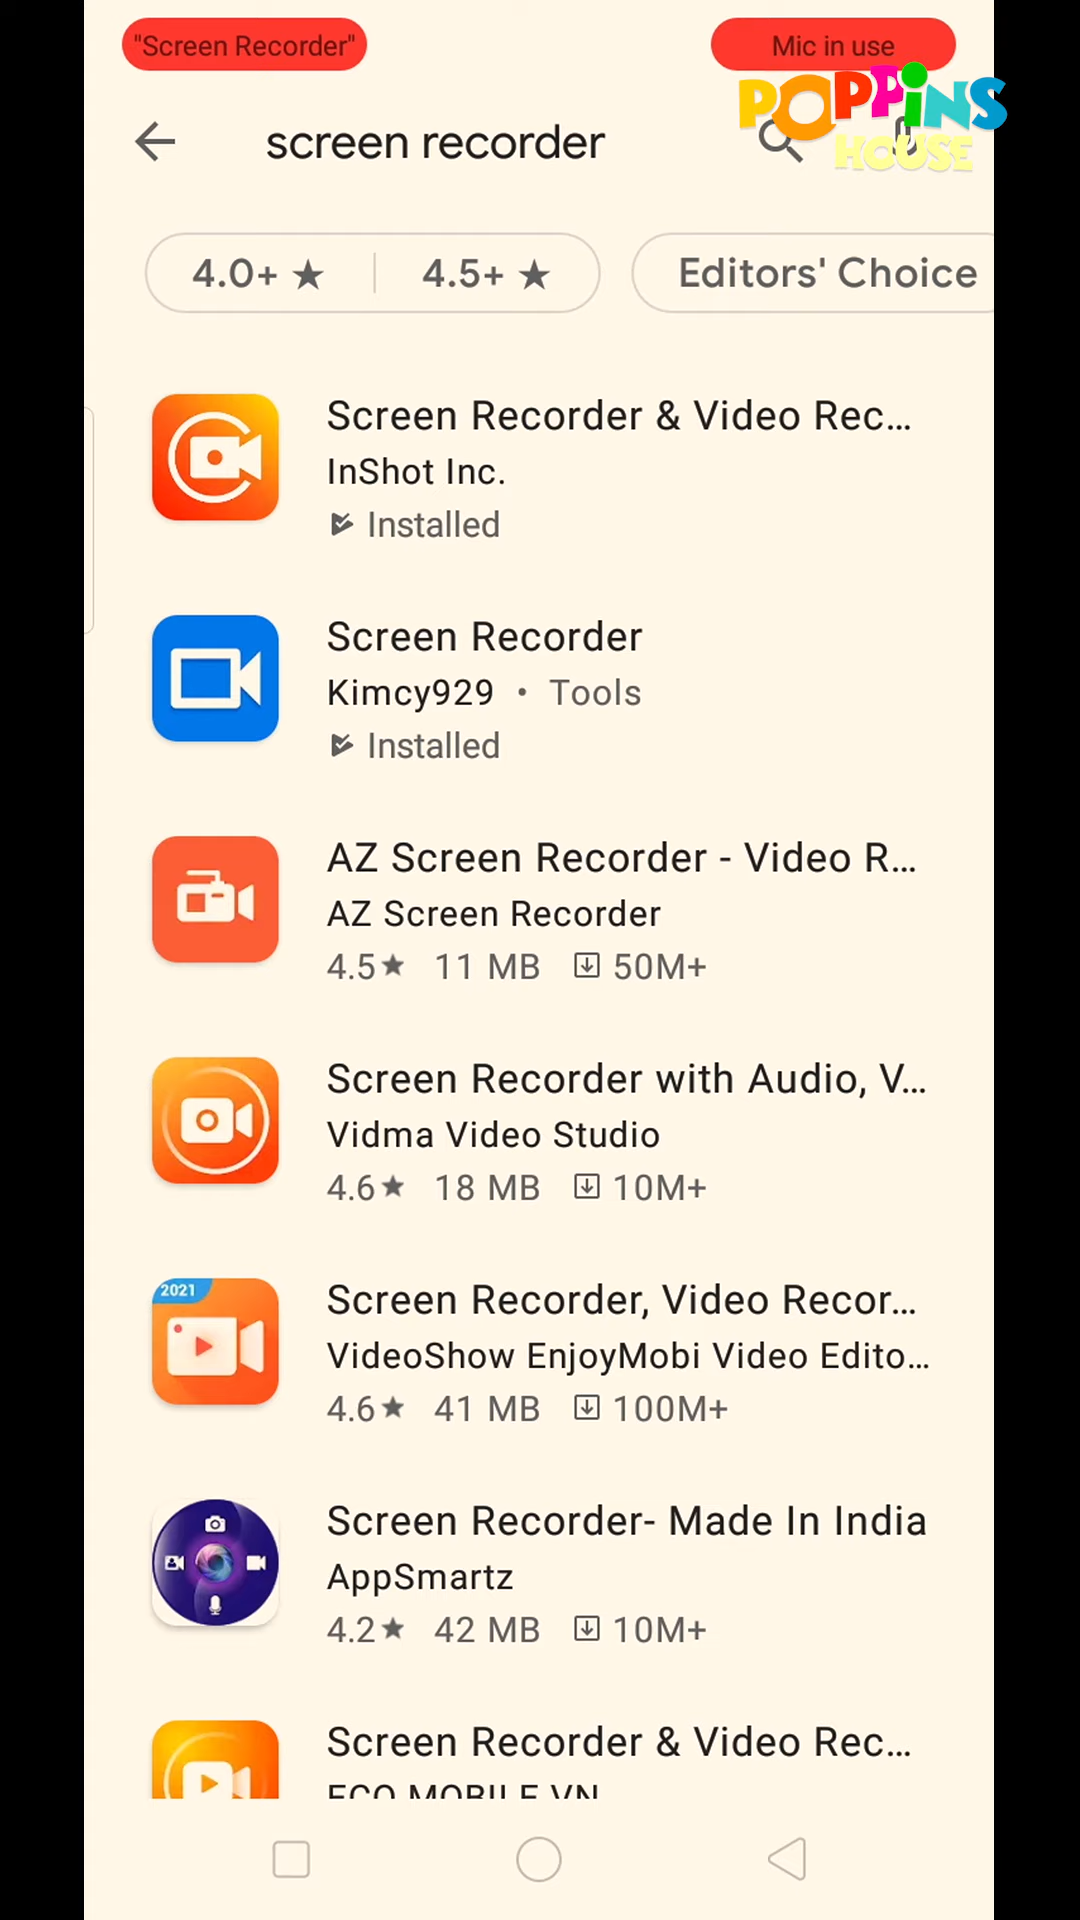 "Screen Recorder"
Mic in use
POPPiNS
HOUSE
screen recorder
4.0+ ★
4.5+ ★
Editors' Choice
Screen Recorder & Video Rec...
InShot Inc.
Installed
Screen Recorder
Kimcy929 • Tools
Installed
AZ Screen Recorder - Video R...
AZ Screen Recorder
4.5★ 11 MB 50M+
Screen Recorder with Audio, V...
Vidma Video Studio
4.6★ 18 MB 10M+
2021
Screen Recorder, Video Recor...
VideoShow EnjoyMobi Video Edito...
4.6★ 41 MB 100M+
Screen Recorder- Made In India
AppSmartz
4.2★ 42 MB 10M+
Screen Recorder & Video Rec...
ECO MOBILE VN